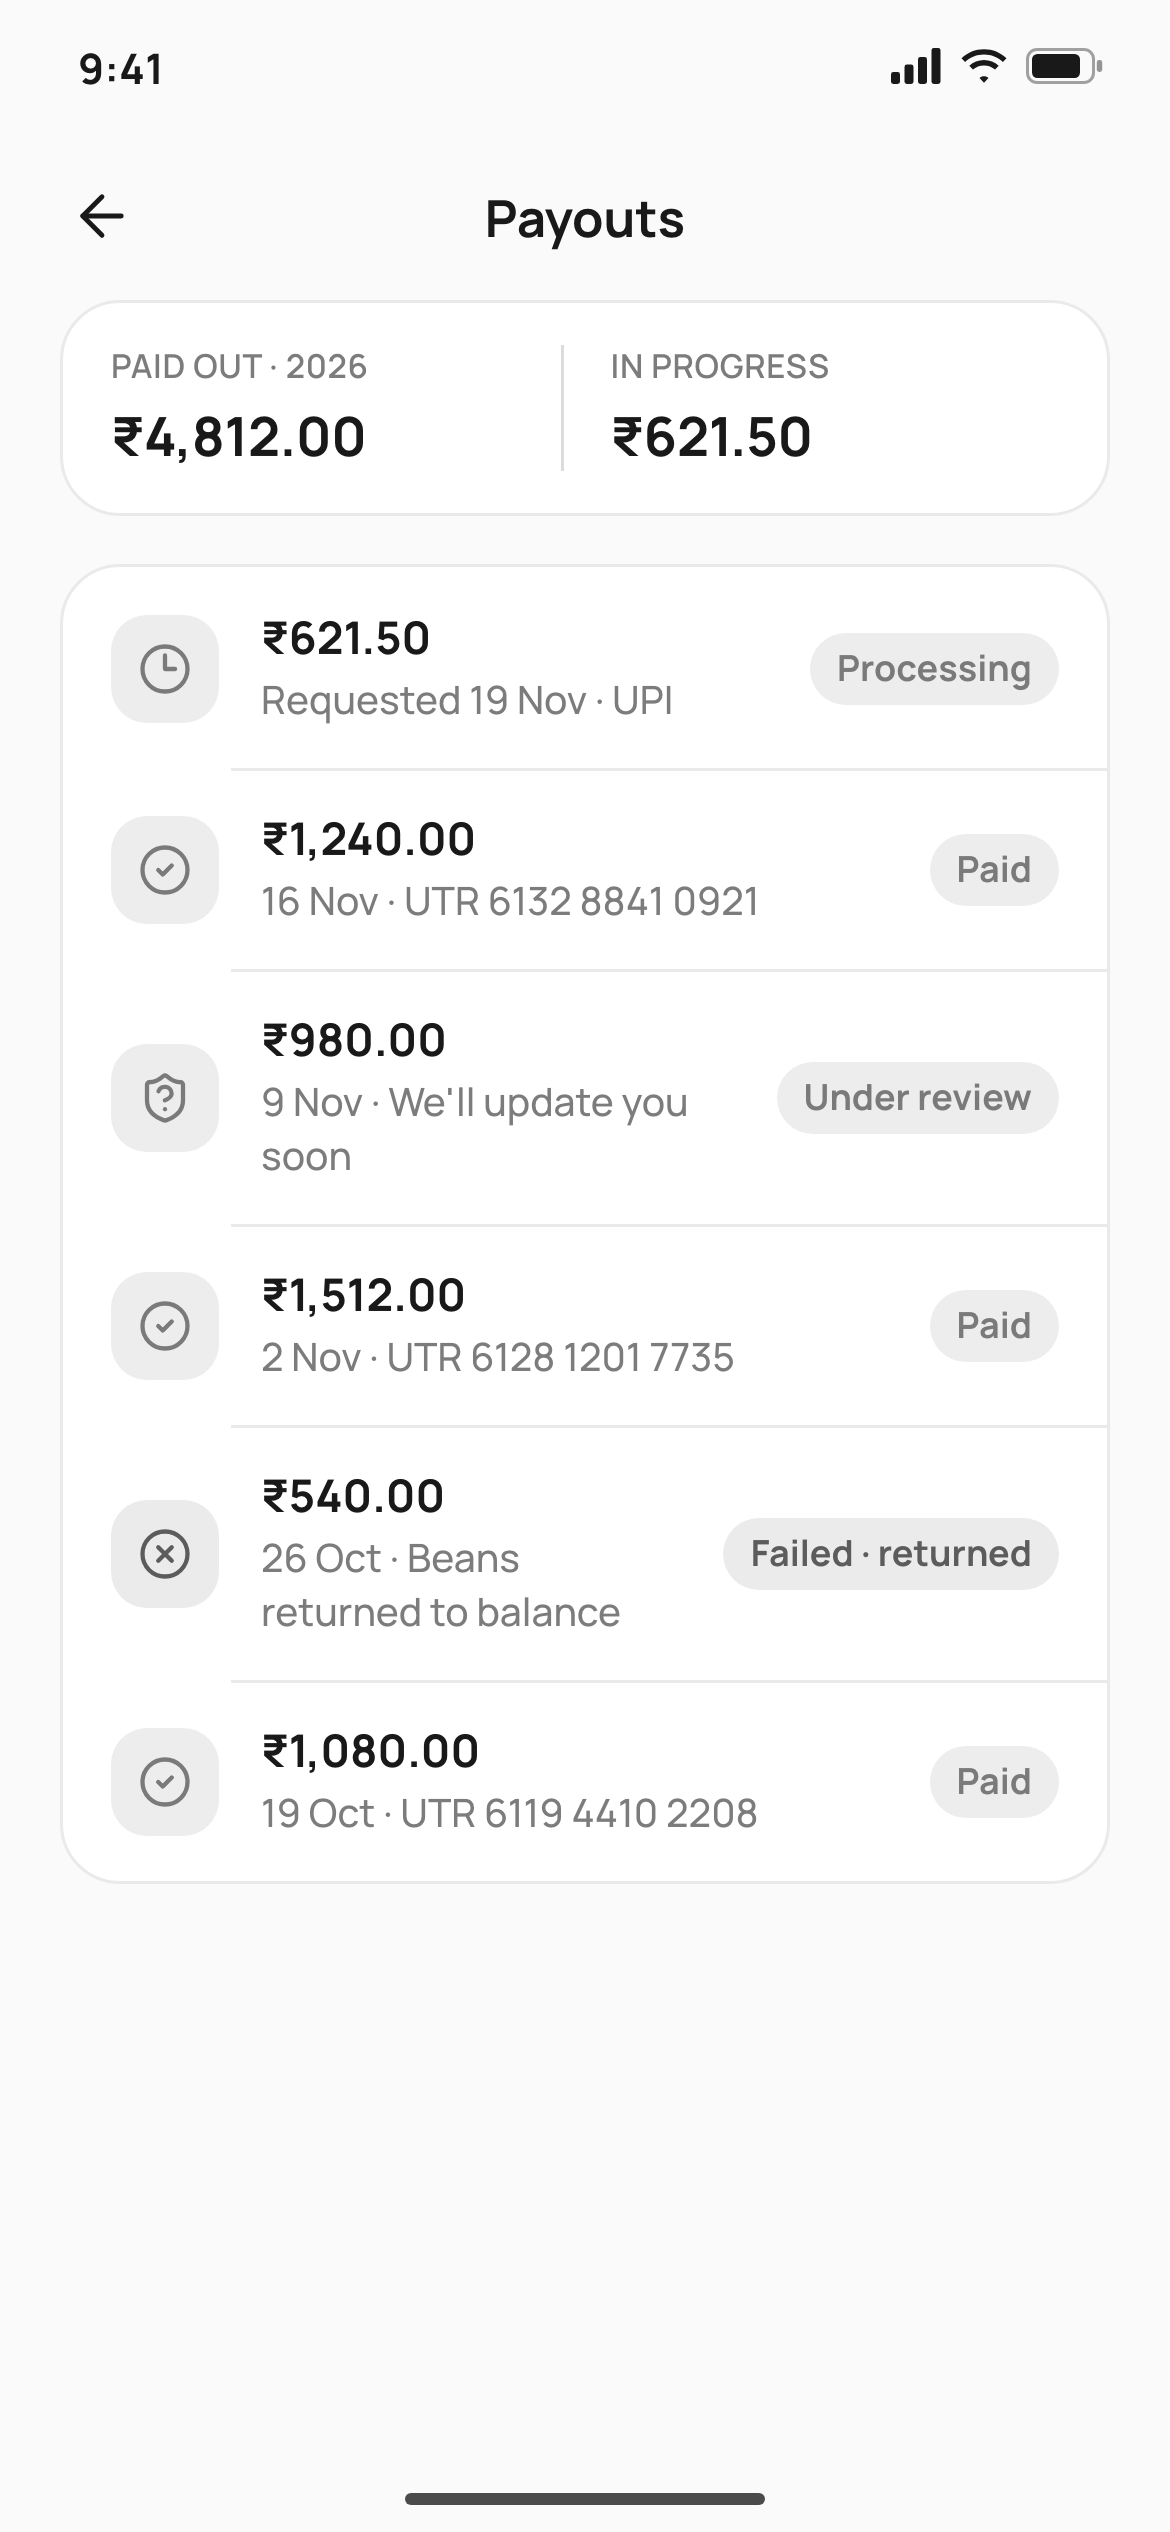 9:41
Payouts
PAID OUT · 2026
₹4,812.00
IN PROGRESS
₹621.50
₹621.50
Requested 19 Nov · UPI
Processing
₹1,240.00
16 Nov · UTR 6132 8841 0921
Paid
₹980.00
9 Nov · We'll update you
soon
Under review
₹1,512.00
2 Nov · UTR 6128 1201 7735
Paid
₹540.00
26 Oct · Beans
returned to balance
Failed · returned
₹1,080.00
19 Oct · UTR 6119 4410 2208
Paid